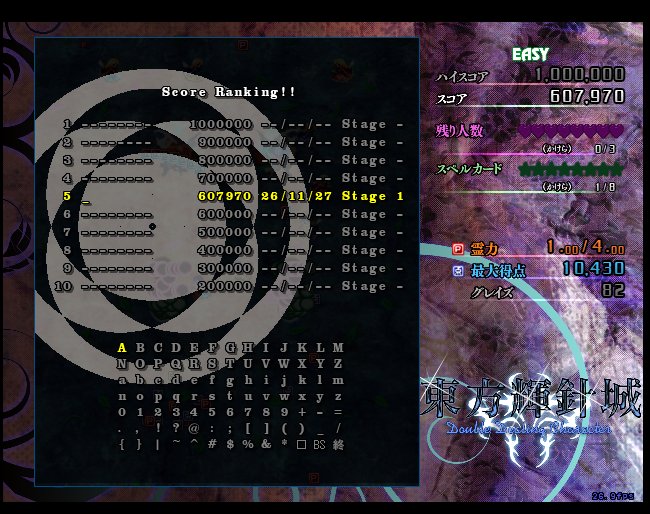 Score Ranking!!
1 -------- 1000000 --/--/-- Stage -
2 -------- 900000 --/--/-- Stage -
3 -------- 800000 --/--/-- Stage -
4 -------- 700000 --/--/-- Stage -
5 _ 607970 26/11/27 Stage 1
6 -------- 600000 --/--/-- Stage -
7 -------- 500000 --/--/-- Stage -
8 -------- 400000 --/--/-- Stage -
9 -------- 300000 --/--/-- Stage -
10 -------- 200000 --/--/-- Stage -
A B C D E F G H I J K L M
N O P Q R S T U V W X Y Z
a b c d e f g h i j k l m
n o p q r s t u v w x y z
0 1 2 3 4 5 6 7 8 9 + - =
. , ! ? @ : ; [ ] ( ) _ /
{ } | ~ ^ # $ % & * □ BS 終
EASY
ハイスコア 1,000,000
スコア 607,970
残り人数
(かけら) 0/3
スペルカード
(かけら) 1/8
P 霊力 1.00/4.00
点 最大得点 10,430
グレイズ 82
東方輝針城
Double Dealing Character
26.9fps